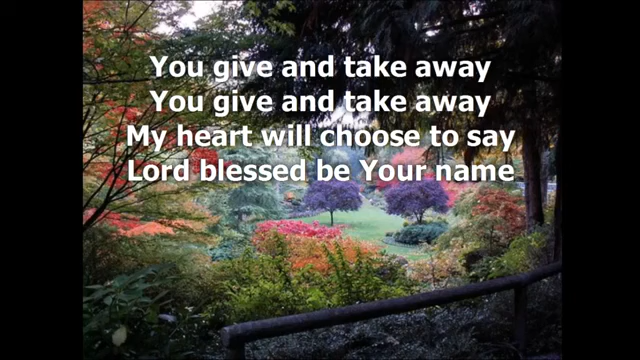 You give and take away
You give and take away
My heart will choose to say
Lord blessed be Your name